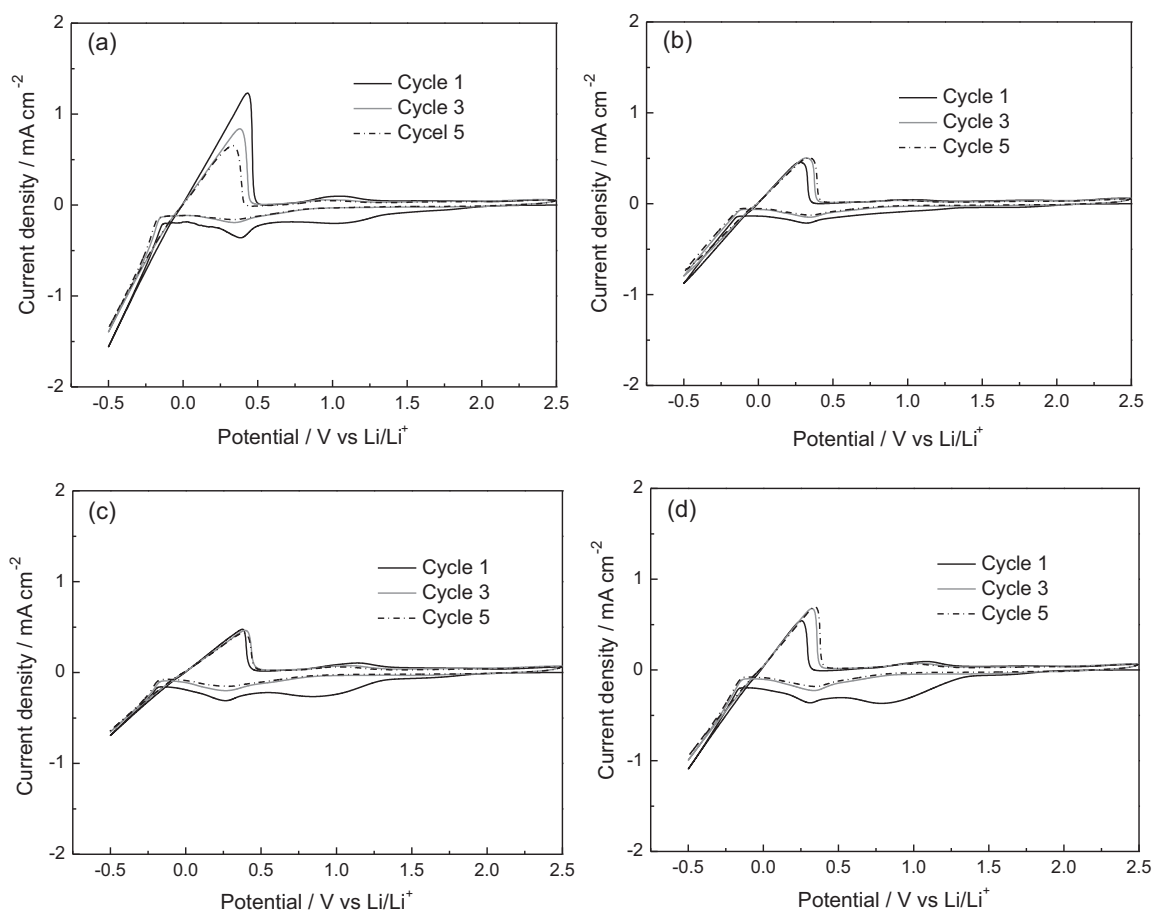 (a)
Cycle 1
Cycle 3
Cycel 5
2
1
0
-1
-2
Current density / mA cm⁻²
-0.5 0.0 0.5 1.0 1.5 2.0 2.5
Potential / V vs Li/Li⁺
(b)
Cycle 1
Cycle 3
Cycle 5
2
1
0
-1
-2
Current density / mA cm⁻²
-0.5 0.0 0.5 1.0 1.5 2.0 2.5
Potential / V vs Li/Li⁺
(c)
Cycle 1
Cycle 3
Cycle 5
2
1
0
-1
-2
Current density / mA cm⁻²
-0.5 0.0 0.5 1.0 1.5 2.0 2.5
Potential / V vs Li/Li⁺
(d)
Cycle 1
Cycle 3
Cycle 5
2
1
0
-1
-2
Current density / mA cm⁻²
-0.5 0.0 0.5 1.0 1.5 2.0 2.5
Potential / V vs Li/Li⁺